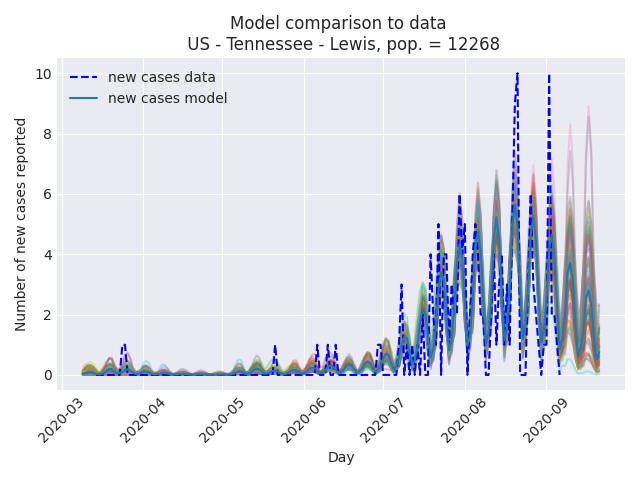 Model comparison to data
US - Tennessee - Lewis, pop. = 12268
new cases data
new cases model
Number of new cases reported
10
8
6
4
2
0
2020-03
2020-04
2020-05
2020-06
2020-07
2020-08
2020-09
Day